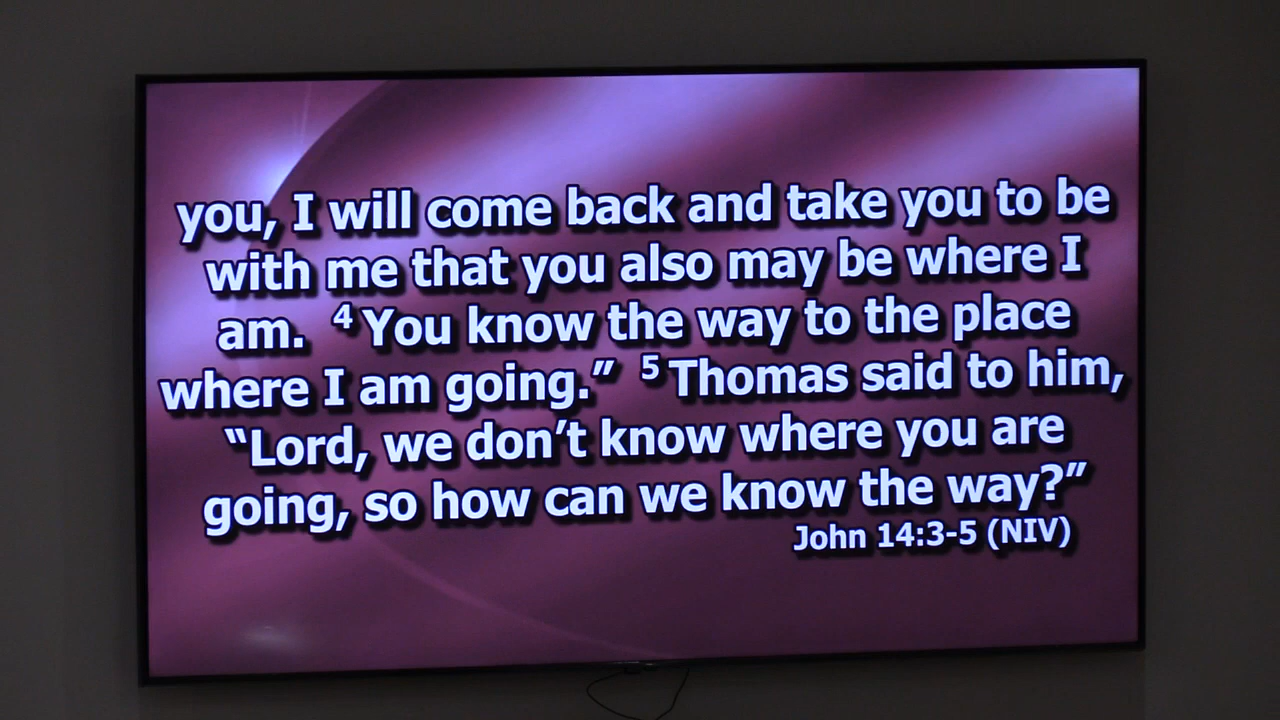 you, I will come back and take you to be
with me that you also may be where I
am. ⁴ You know the way to the place
where I am going.” ⁵ Thomas said to him,
“Lord, we don’t know where you are
going, so how can we know the way?”
John 14:3-5 (NIV)